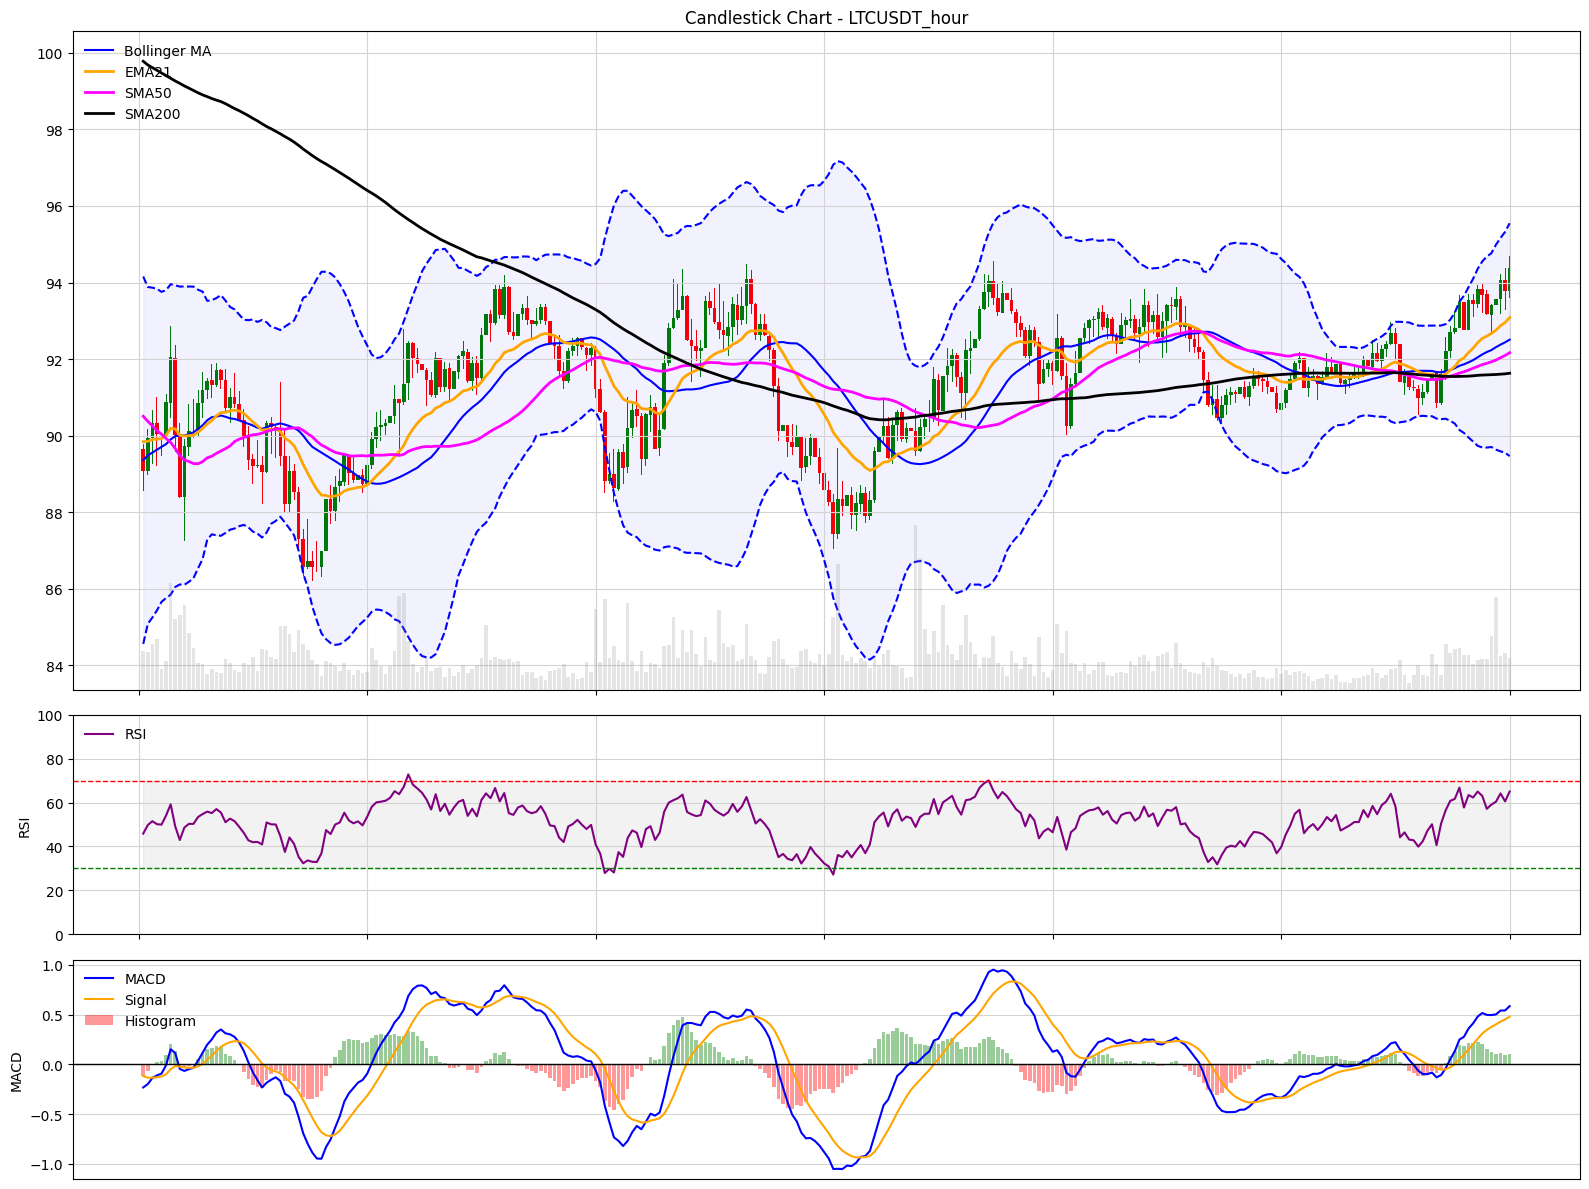 Candlestick Chart - LTCUSDT_hour
100
98
96
94
92
90
88
86
84
Bollinger MA
EMA21
SMA50
SMA200
100
80
60
40
20
0
RSI
RSI
1.0
0.5
0.0
−0.5
−1.0
MACD
MACD
Signal
Histogram